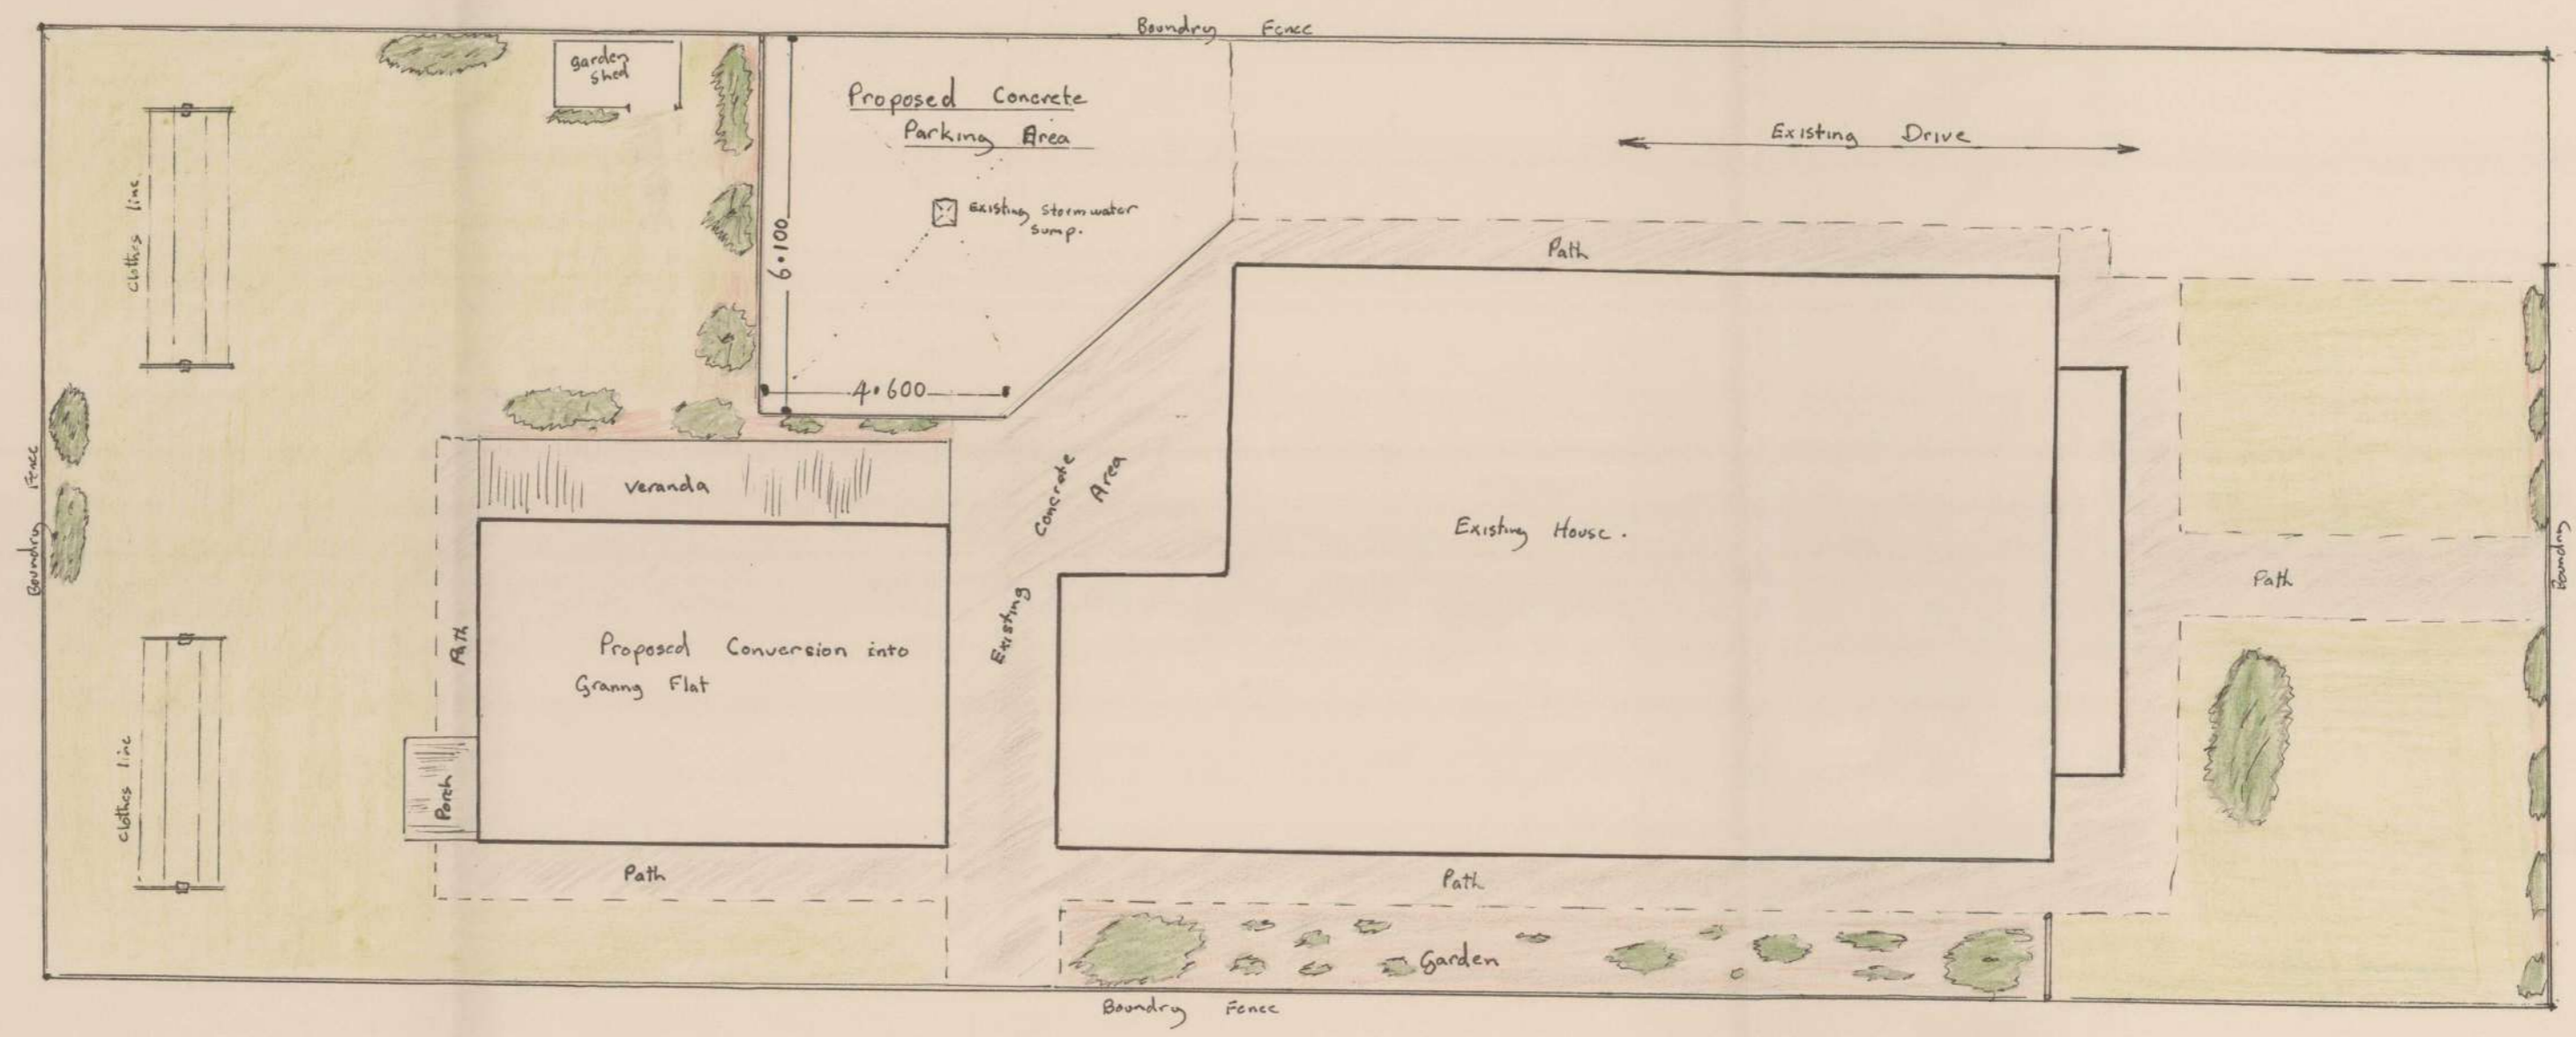 Boundry Fence
garden
shed
Proposed Concrete
Parking Area
Existing Drive
Clothes line
6.100
Existing Stormwater
Sump.
Path
4.600
Boundry Fence
Veranda
Concrete
Area
Existing House.
Boundry
Path
Path
Existing
Proposed Conversion into
Granny Flat
Clothes line
Porch
Path
Path
Garden
Boundry Fence